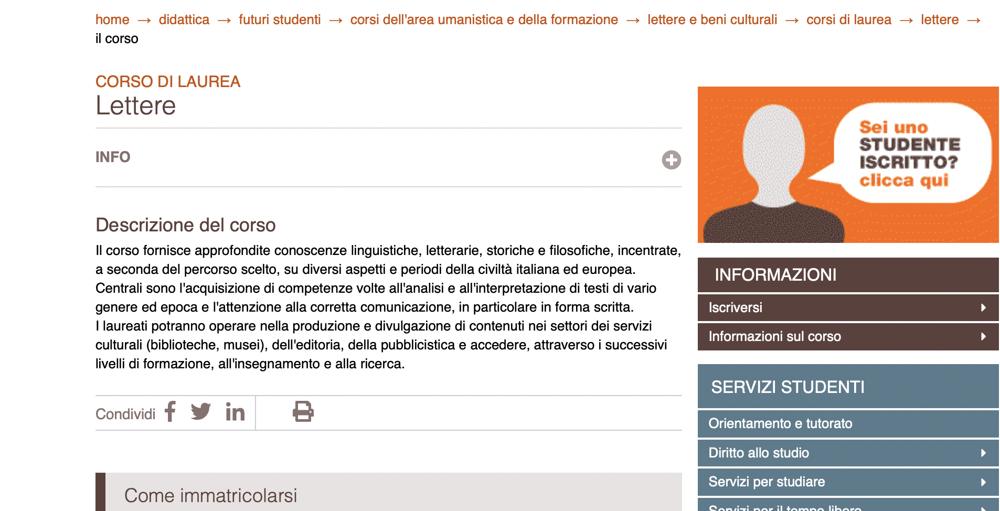 home → didattica → futuri studenti → corsi dell'area umanistica e della formazione → lettere e beni culturali → corsi di laurea → lettere →
il corso
CORSO DI LAUREA
Lettere
INFO
Descrizione del corso
Il corso fornisce approfondite conoscenze linguistiche, letterarie, storiche e filosofiche, incentrate,
a seconda del percorso scelto, su diversi aspetti e periodi della civiltà italiana ed europea.
Centrali sono l'acquisizione di competenze volte all'analisi e all'interpretazione di testi di vario
genere ed epoca e l'attenzione alla corretta comunicazione, in particolare in forma scritta.
I laureati potranno operare nella produzione e divulgazione di contenuti nei settori dei servizi
culturali (biblioteche, musei), dell'editoria, della pubblicistica e accedere, attraverso i successivi
livelli di formazione, all'insegnamento e alla ricerca.
Condividi
Come immatricolarsi
Sei uno
STUDENTE
ISCRITTO?
clicca qui
INFORMAZIONI
Iscriversi
Informazioni sul corso
SERVIZI STUDENTI
Orientamento e tutorato
Diritto allo studio
Servizi per studiare
Servizi per il tempo libero